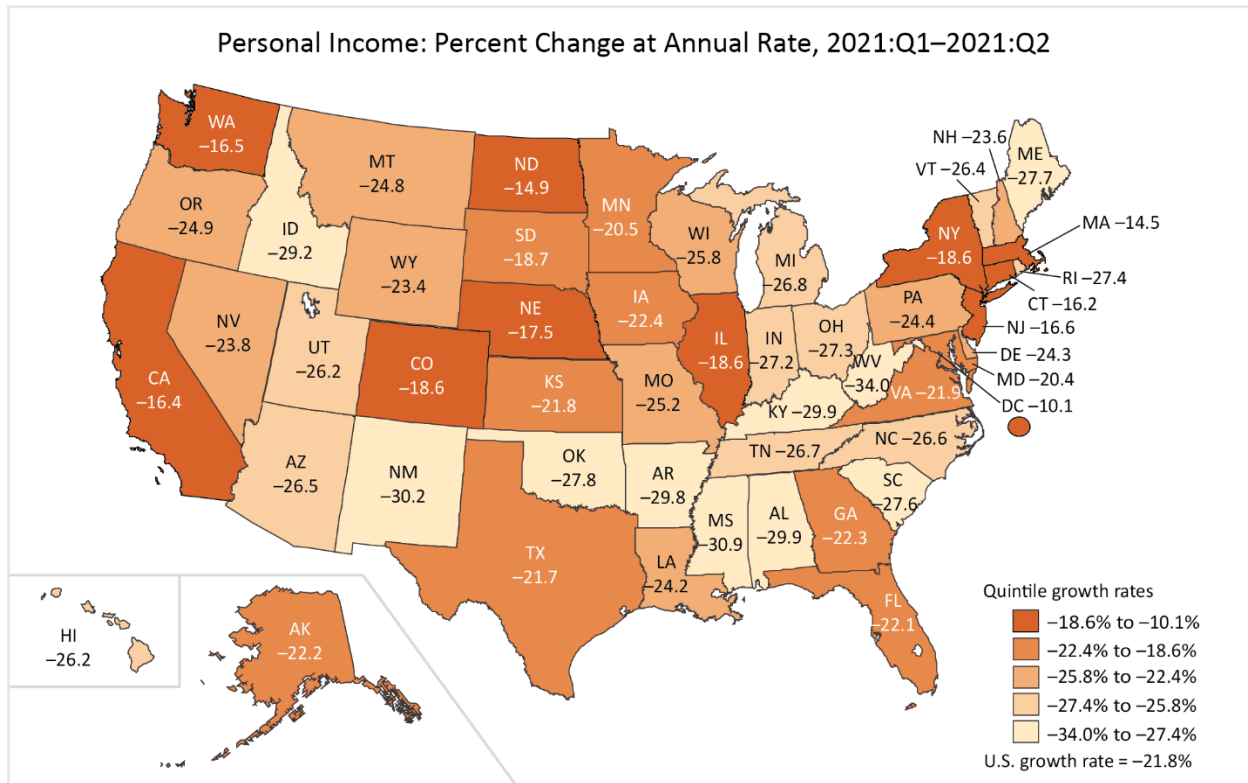 Personal Income: Percent Change at Annual Rate, 2021:Q1–2021:Q2
WA
–16.5
OR
–24.9
CA
–16.4
ID
–29.2
NV
–23.8
MT
–24.8
WY
–23.4
UT
–26.2
AZ
–26.5
CO
–18.6
NM
–30.2
ND
–14.9
SD
–18.7
NE
–17.5
KS
–21.8
OK
–27.8
TX
–21.7
MN
–20.5
IA
–22.4
MO
–25.2
AR
–29.8
LA
–24.2
WI
–25.8
IL
–18.6
MI
–26.8
IN
–27.2
OH
–27.3
KY –29.9
TN –26.7
MS
–30.9
AL
–29.9
GA
–22.3
FL
–22.1
SC
–27.6
NC –26.6
VA –21.9
WV
–34.0
PA
–24.4
NY
–18.6
VT –26.4
NH –23.6
ME
–27.7
MA –14.5
RI –27.4
CT –16.2
NJ –16.6
DE –24.3
MD –20.4
DC –10.1
HI
–26.2
AK
–22.2
Quintile growth rates
–18.6% to –10.1%
–22.4% to –18.6%
–25.8% to –22.4%
–27.4% to –25.8%
–34.0% to –27.4%
U.S. growth rate = –21.8%